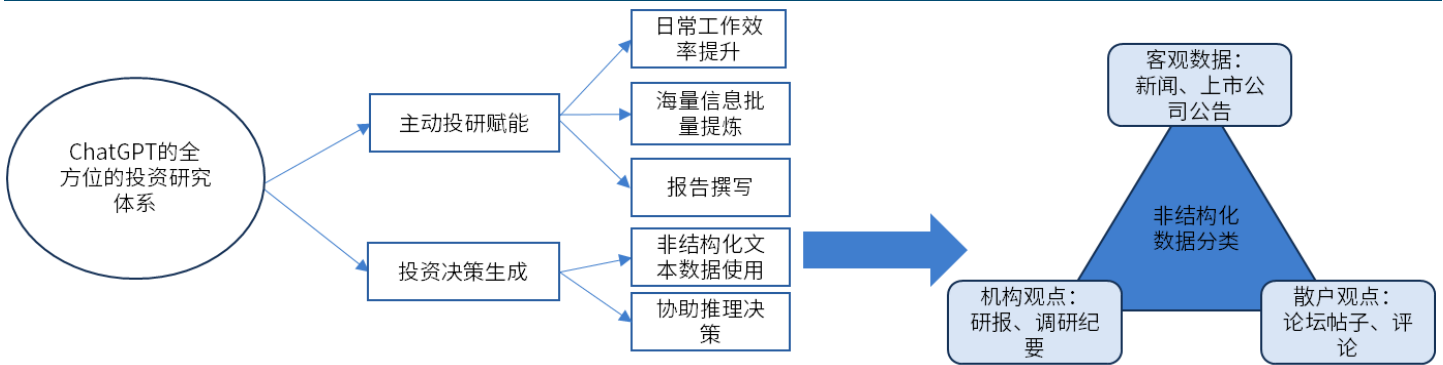 ChatGPT的全
方位的投资研究
体系
主动投研赋能
投资决策生成
日常工作效
率提升
海量信息批
量提炼
报告撰写
非结构化文
本数据使用
协助推理决
策
客观数据：
新闻、上市公
司公告
非结构化
数据分类
机构观点：
研报、调研纪
要
散户观点：
论坛帖子、评
论